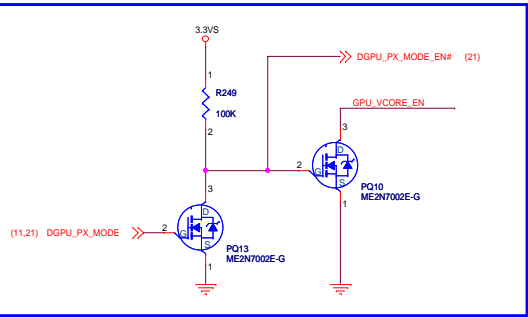 3.3VS
DGPU_PX_MODE_EN# (21)
1
R249
GPU_VCORE_EN
100K
2
3
D
2
G
S
PQ10
ME2N7002E-G
3
1
D
(11,21) DGPU_PX_MODE
2
G
S
PQ13
ME2N7002E-G
1